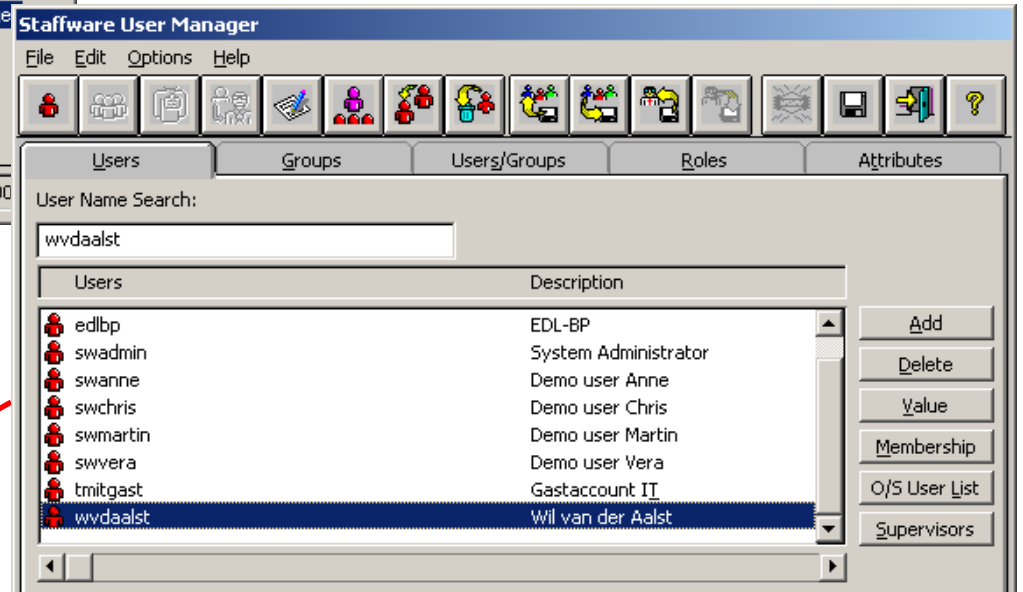 Staffware User Manager
File Edit Options Help
?
Users Groups Users/Groups Roles Attributes
User Name Search:
wvdaalst
Users Description
edlbp EDL-BP Add
swadmin System Administrator Delete
swanne Demo user Anne
swchris Demo user Chris Value
swmartin Demo user Martin Membership
swvera Demo user Vera
tmitgast Gastaccount IT O/S User List
wvdaalst Wil van der Aalst Supervisors